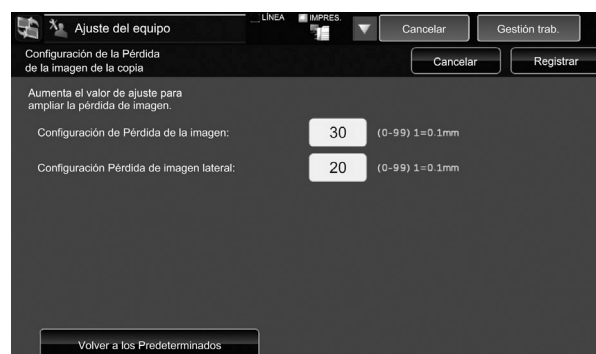 Ajuste del equipo
LÍNEA
IMPRES.
Cancelar
Gestión trab.
Configuración de la Pérdida
de la imagen de la copia
Cancelar
Registrar
Aumenta el valor de ajuste para
ampliar la pérdida de imagen.
Configuración de Pérdida de la imagen: 30 (0-99) 1=0.1mm
Configuración Pérdida de imagen lateral: 20 (0-99) 1=0.1mm
Volver a los Predeterminados